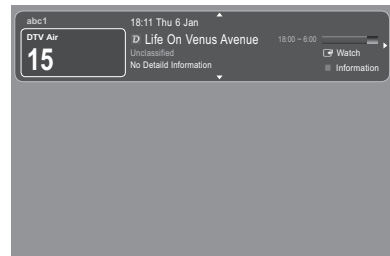 abc1
DTV Air
15
18:11 Thu 6 Jan
D Life On Venus Avenue
18:00 ~ 6:00
Unclassified
No Detaild Information
Watch
Information